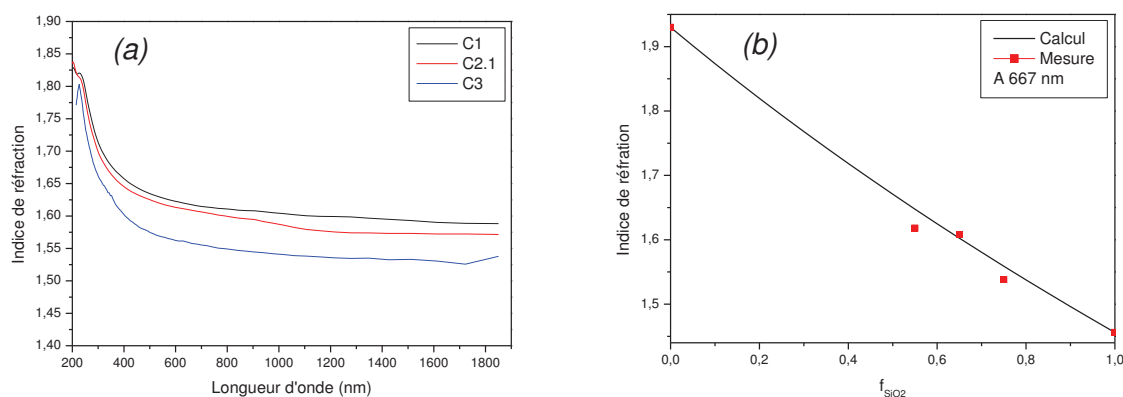 (a)
C1
C2.1
C3
1,90
1,85
1,80
1,75
1,70
1,65
1,60
1,55
1,50
1,45
1,40
Indice de réfraction
200 400 600 800 1000 1200 1400 1600 1800
Longueur d'onde (nm)
(b)
Calcul
Mesure
A 667 nm
1,9
1,8
1,7
1,6
1,5
Indice de réfration
0,0 0,2 0,4 0,6 0,8 1,0
fSiO2